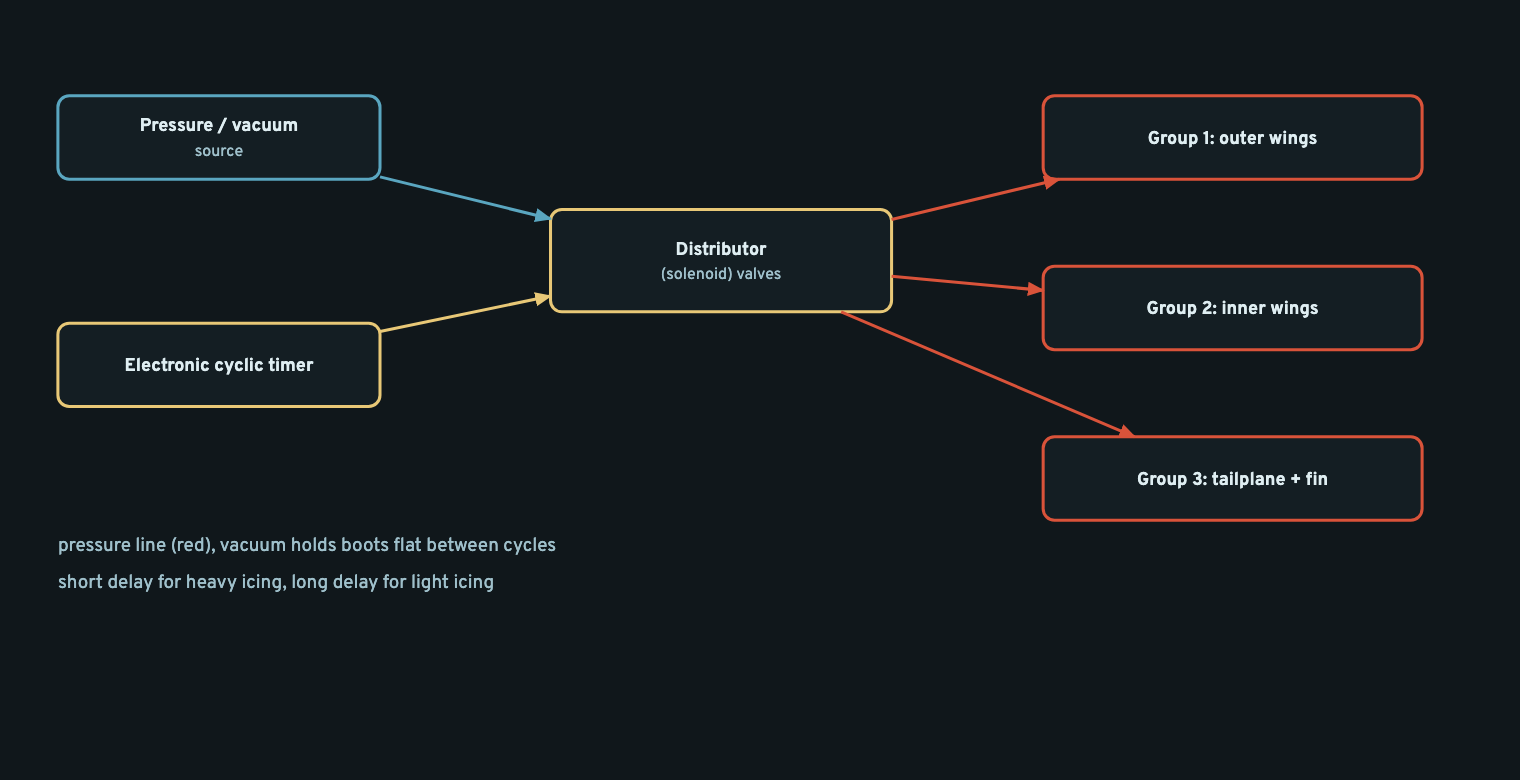 Pressure / vacuum
source
Group 1: outer wings
Distributor
(solenoid) valves
Group 2: inner wings
Electronic cyclic timer
Group 3: tailplane + fin
pressure line (red), vacuum holds boots flat between cycles
short delay for heavy icing, long delay for light icing